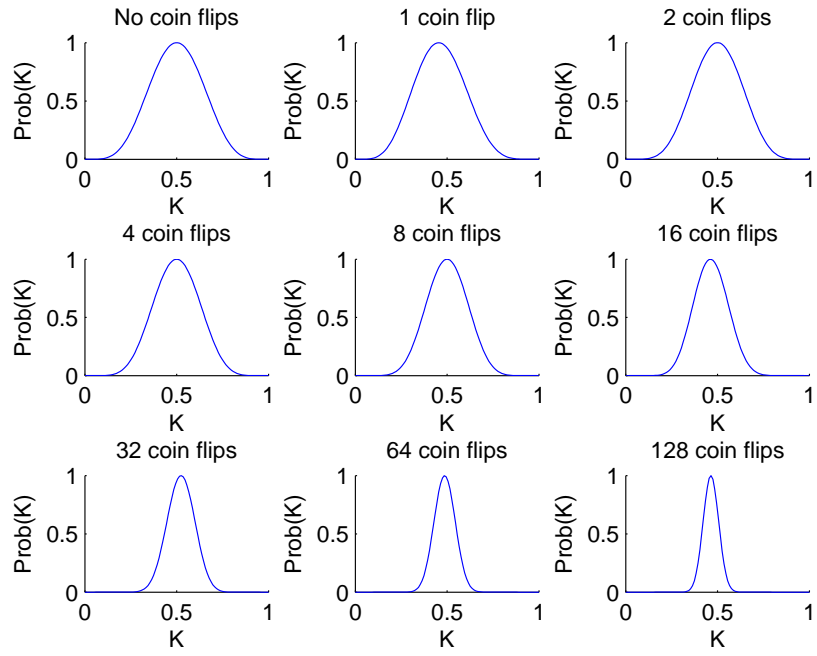 No coin flips
1
0.5
0
Prob(K)
0 0.5 1
K
1 coin flip
1
0.5
0
Prob(K)
0 0.5 1
K
2 coin flips
1
0.5
0
Prob(K)
0 0.5 1
K
4 coin flips
1
0.5
0
Prob(K)
0 0.5 1
K
8 coin flips
1
0.5
0
Prob(K)
0 0.5 1
K
16 coin flips
1
0.5
0
Prob(K)
0 0.5 1
K
32 coin flips
1
0.5
0
Prob(K)
0 0.5 1
K
64 coin flips
1
0.5
0
Prob(K)
0 0.5 1
K
128 coin flips
1
0.5
0
Prob(K)
0 0.5 1
K